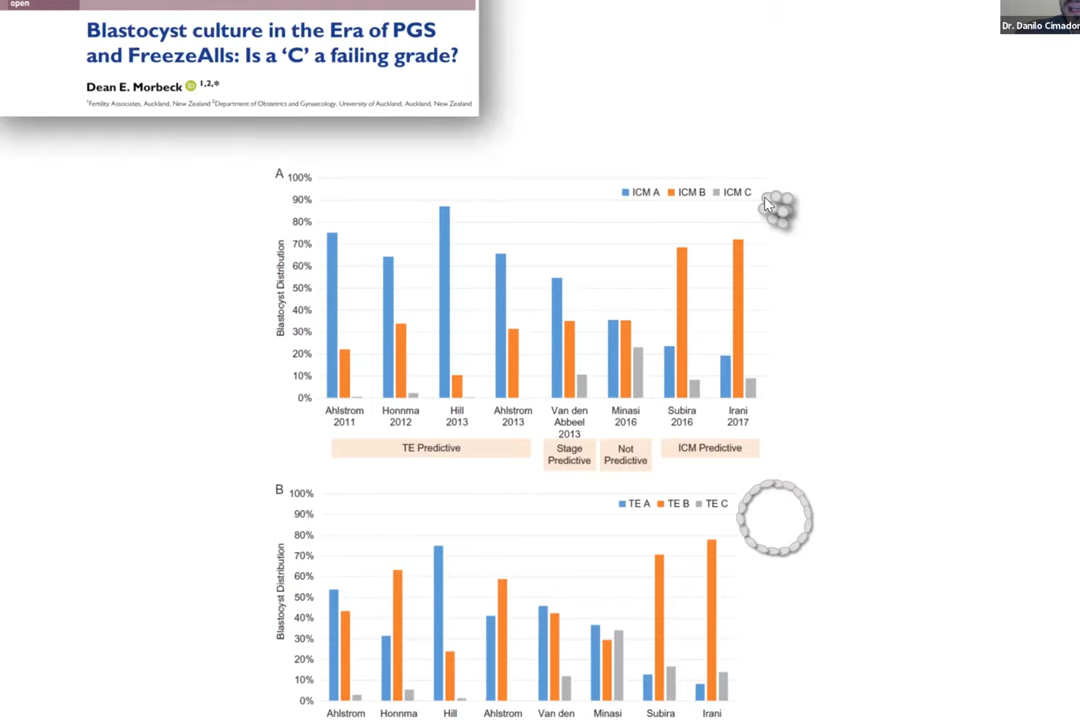 open
Dr. Danilo Cimador
Blastocyst culture in the Era of PGS
and FreezeAlls: Is a ‘C’ a failing grade?
Dean E. Morbeck 1,2,*
1Fertility Associates, Auckland, New Zealand 2Department of Obstetrics and Gynaecology, University of Auckland, Auckland, New Zealand
A
ICM A ICM B ICM C
Blastocyst Distribution
100%
90%
80%
70%
60%
50%
40%
30%
20%
10%
0%
Ahlstrom 2011
Honnma 2012
Hill 2013
Ahlstrom 2013
Van den Abbeel 2013
Minasi 2016
Subira 2016
Irani 2017
TE Predictive
Stage Predictive
Not Predictive
ICM Predictive
B
TE A TE B TE C
Blastocyst Distribution
100%
90%
80%
70%
60%
50%
40%
30%
20%
10%
0%
Ahlstrom
Honnma
Hill
Ahlstrom
Van den
Minasi
Subira
Irani